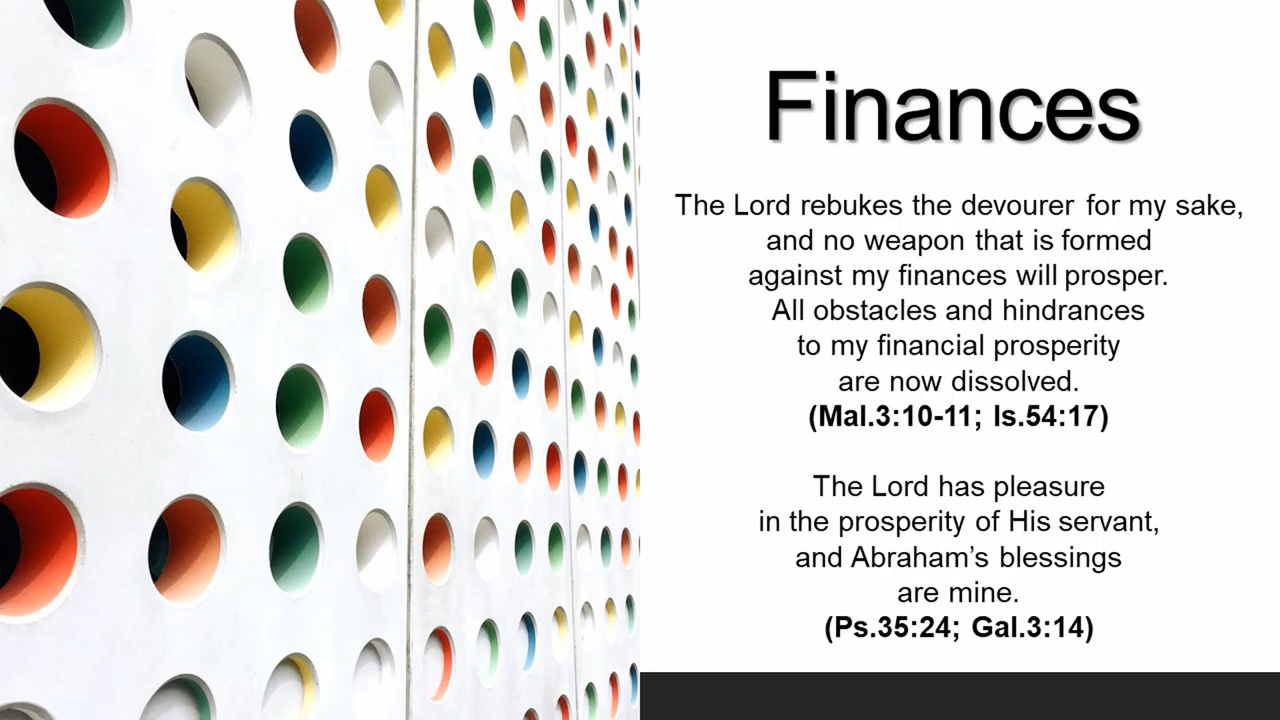 Finances
The Lord rebukes the devourer for my sake,
and no weapon that is formed
against my finances will prosper.
All obstacles and hindrances
to my financial prosperity
are now dissolved.
(Mal.3:10-11; Is.54:17)
The Lord has pleasure
in the prosperity of His servant,
and Abraham’s blessings
are mine.
(Ps.35:24; Gal.3:14)